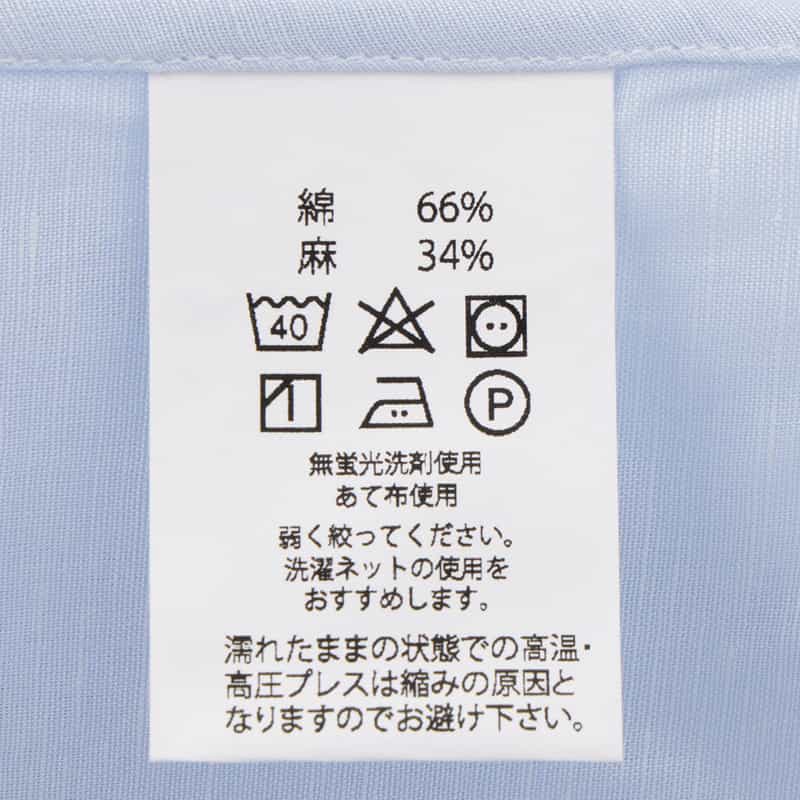 綿 66%
麻 34%
40
P
無蛍光洗剤使用
あて布使用
弱く絞ってください。
洗濯ネットの使用を
おすすめします。
濡れたままの状態での高温・
高圧プレスは縮みの原因と
なりますのでお避け下さい。